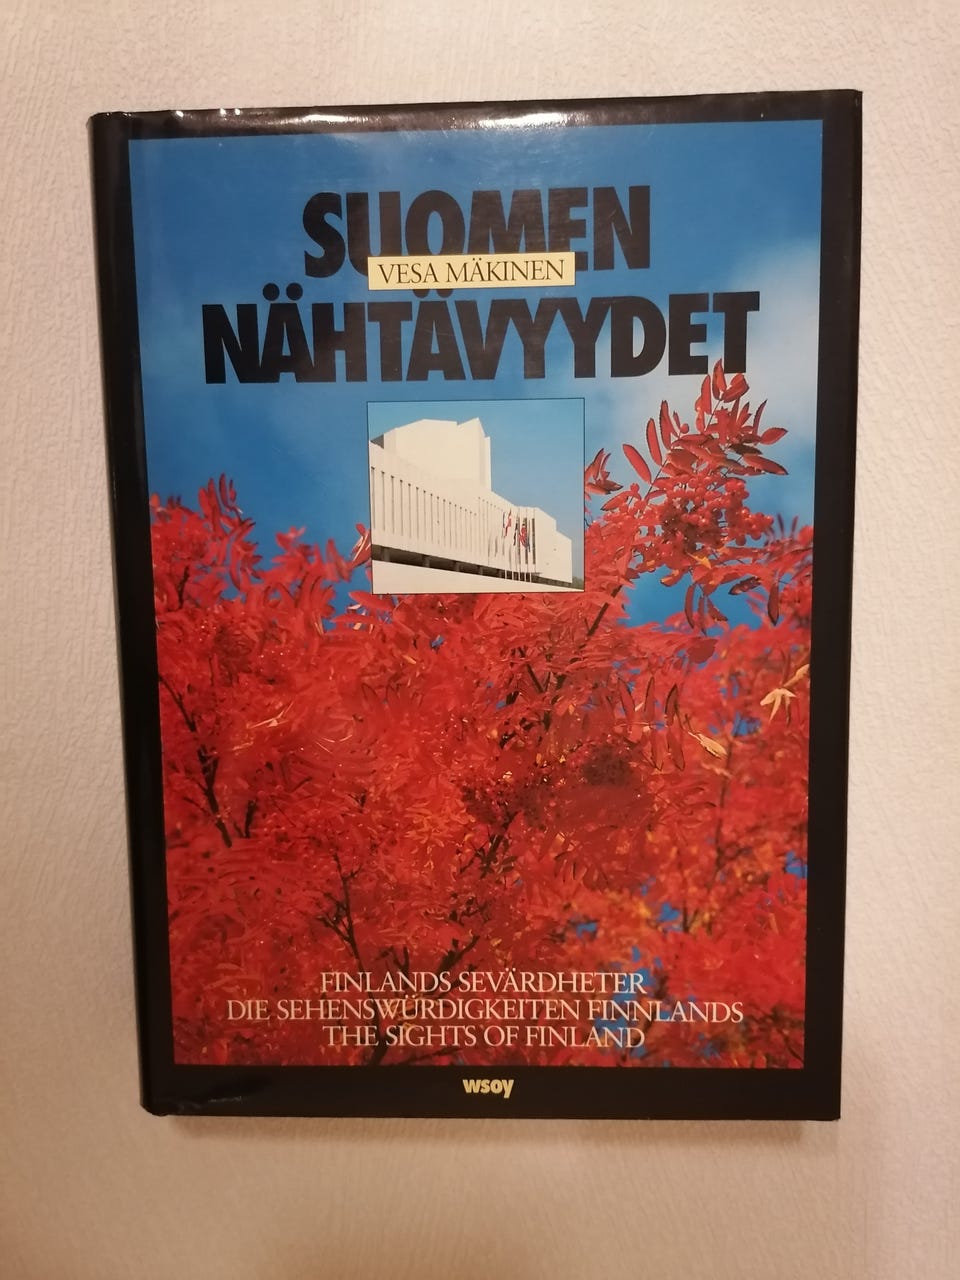 SUOMEN
VESA MÄKINEN
NÄHTÄVYYDET
FINLANDS SEVÄRDHETER
DIE SEHENSWÜRDIGKEITEN FINNLANDS
THE SIGHTS OF FINLAND
wsoy